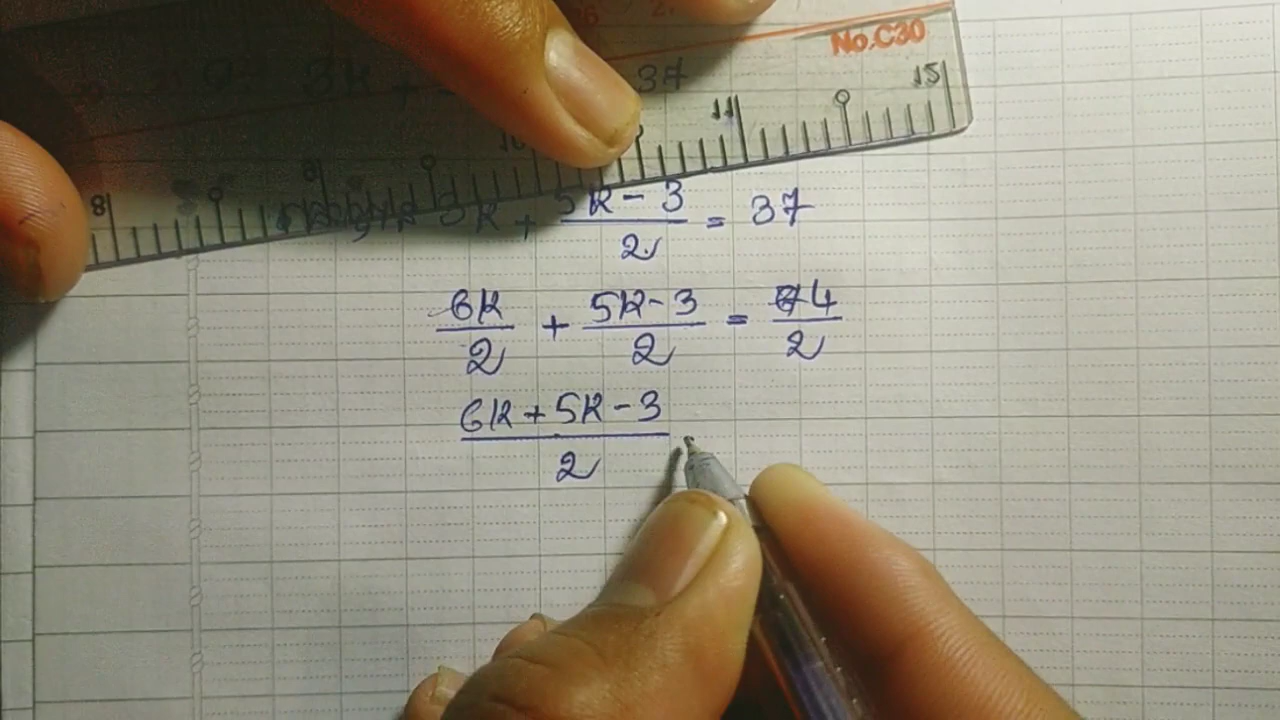 No.C30
3k + 37
8 11 15
3k + 5k - 3 / 2 = 37
6k / 2 + 5k - 3 / 2 = 74 / 2
6k + 5k - 3 / 2